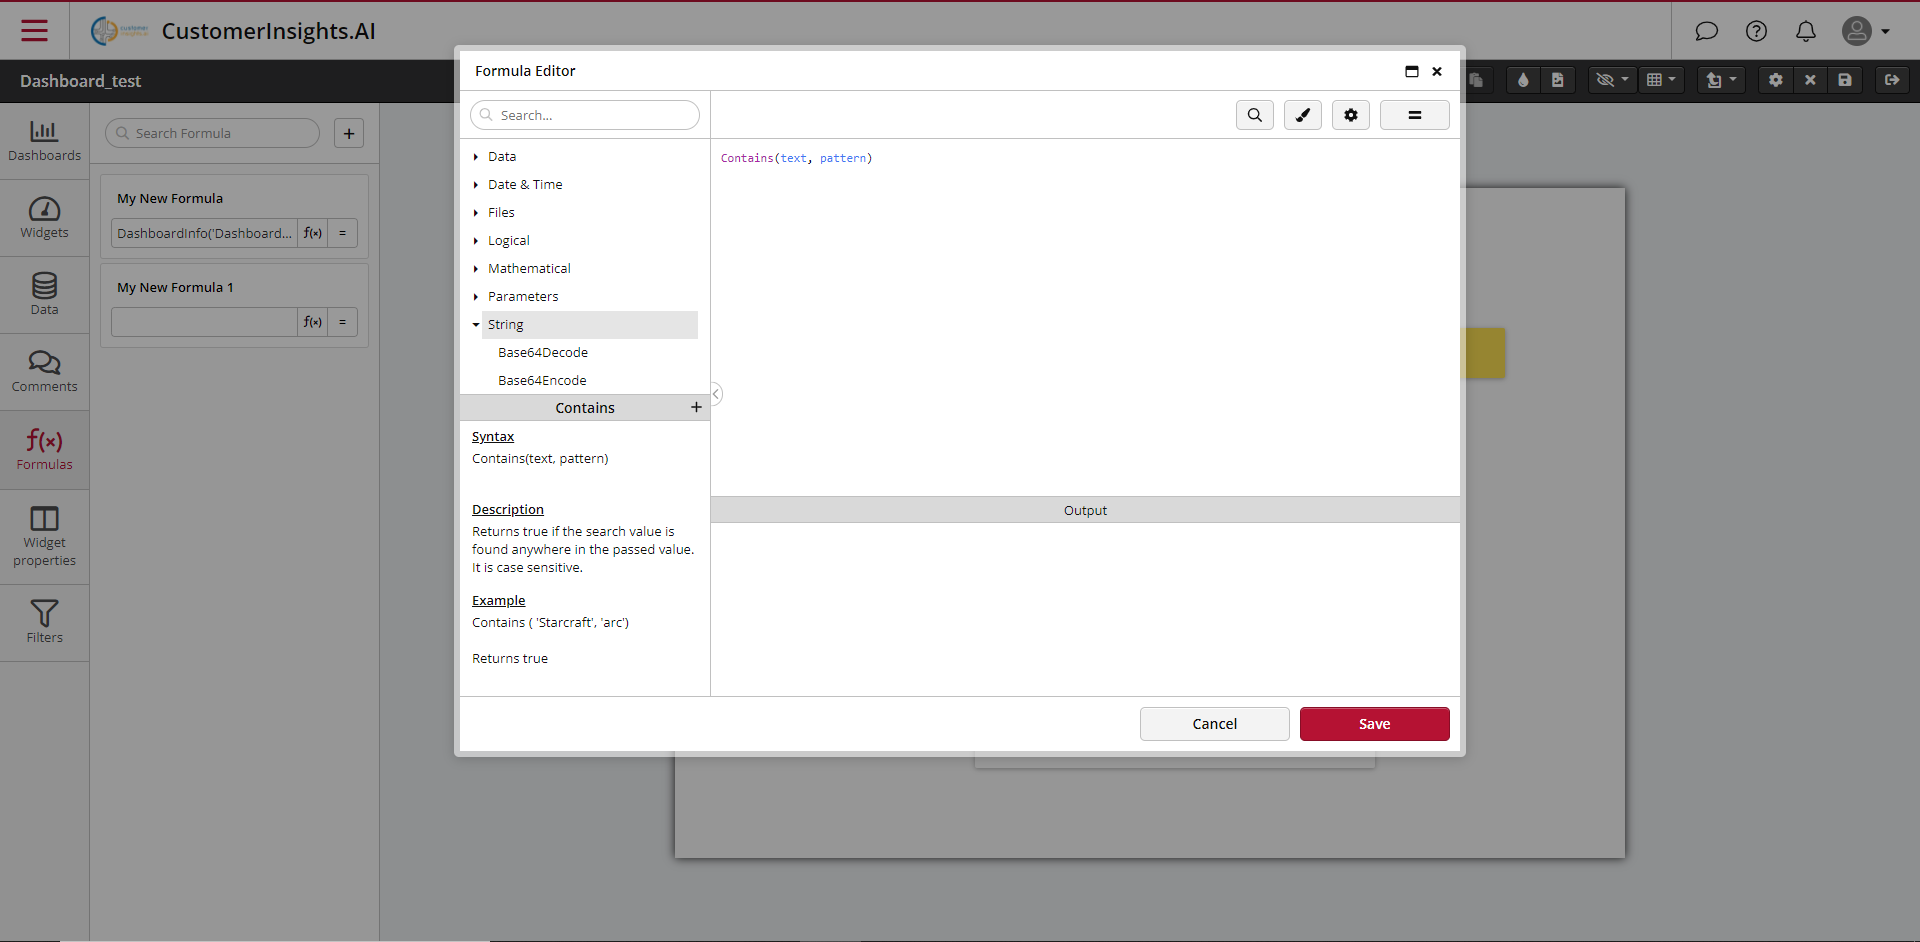 CustomerInsights.AI
Dashboard_test
Dashboards
Widgets
Data
Comments
f(x)
Formulas
Widget
properties
Filters
Search Formula
+
My New Formula
DashboardInfo('Dashboard...
f(x)
=
My New Formula 1
f(x)
=
Formula Editor
Search...
Data
Date & Time
Files
Logical
Mathematical
Parameters
String
Base64Decode
Base64Encode
Contains
+
Syntax
Contains(text, pattern)
Description
Returns true if the search value is
found anywhere in the passed value.
It is case sensitive.
Example
Contains ( 'Starcraft', 'arc')
Returns true
=
Contains(text, pattern)
Output
Cancel
Save